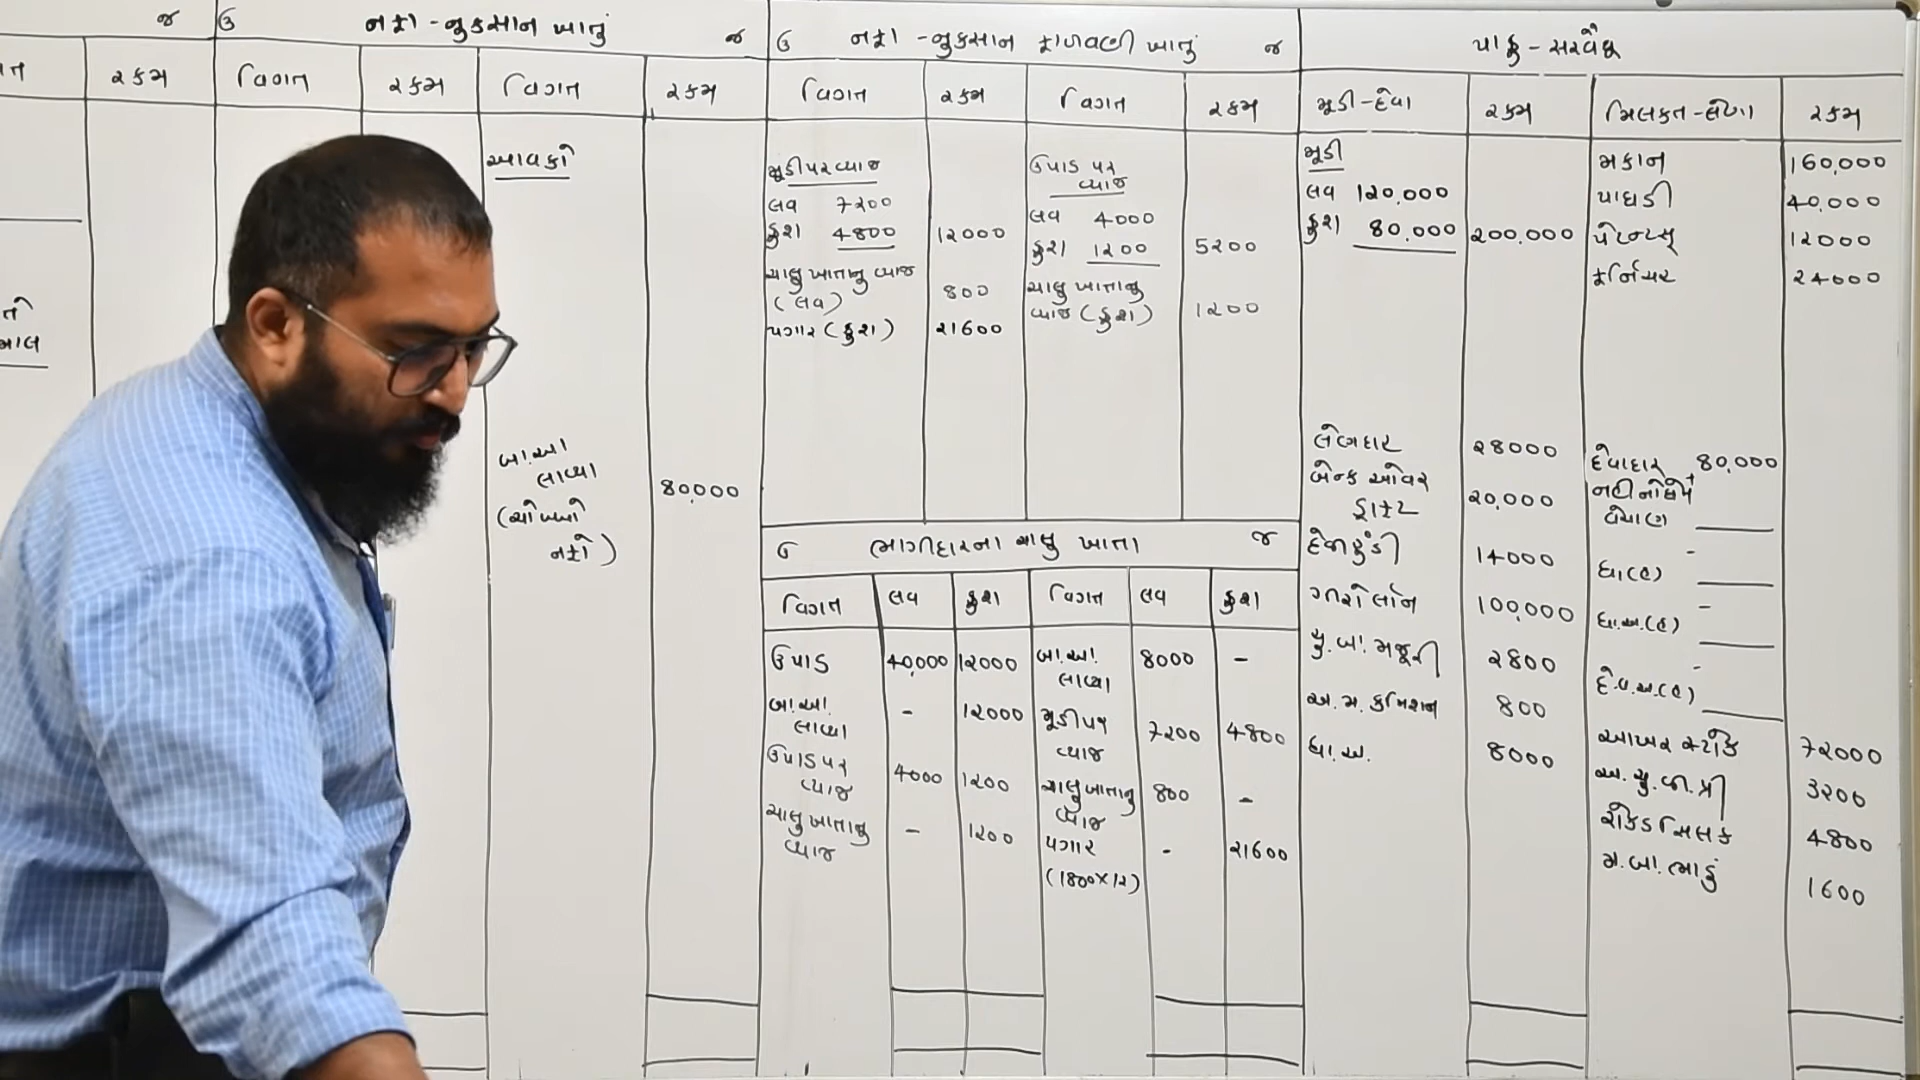 જ
ઉ નફા-નુકસાન ખાતું જ
રકમ
વિગત રકમ વિગત રકમ
આવકો
બા.આ
લાવ્યા
(ચોખ્ખો
નફો)
80,000
ઉ નફા-નુકસાન ફાળવણી ખાતું જ
વિગત રકમ વિગત રકમ
મૂડીપર વ્યાજ
લવ 7200
કુશ 4800 12000
ચાલુ ખાતાનુ વ્યાજ
(લવ) 800
પગાર (કુશ) 21600
ઉપાડ પર
વ્યાજ
લવ 4000
કુશ 1200 5200
ચાલુ ખાતાનુ
વ્યાજ (કુશ) 1200
ઉ ભાગીદારના ચાલુ ખાતા જ
વિગત લવ કુશ વિગત લવ કુશ
ઉપાડ 40,000 12000
બા.આ.
લાવ્યા - 12000
ઉપાડ પર
વ્યાજ 4000 1200
ચાલુ ખાતાનુ
વ્યાજ - 1200
બા.આ.
લાવ્યા 8000 -
મૂડીપર
વ્યાજ 7200 4800
ચાલુ ખાતાનુ
વ્યાજ 800 -
પગાર - 21600
(1800×12)
પાકુ-સરવૈયુ
મૂડી-દેવા રકમ મિલકત-લેણા રકમ
મૂડી
લવ 120,000
કુશ 80,000 200,000
લેણદાર 28000
બેન્ક ઓવર
ડ્રાફ્ટ 20,000
દેવીહૂંડી 14000
ગીરો લોન 100,000
ચૂ.બા. મજૂરી 2800
અ.મ. કમિશન 800
ઘા.અ. 8000
મકાન 160,000
પાઘડી 40,000
પેટન્ટ્સ 12000
ફર્નિચર 24000
દેવાદાર 80,000
+
નહી નોંધેલ
વેચાણ
-
ઘા(હ)
-
ઘા.અ.(હ)
-
દે.વ.અ.(હ)
આખર સ્ટોક 72000
અ.ચૂ.વી.પ્રી 3200
રોકડ સિલક 4800
મ.બા. ભાડું 1600